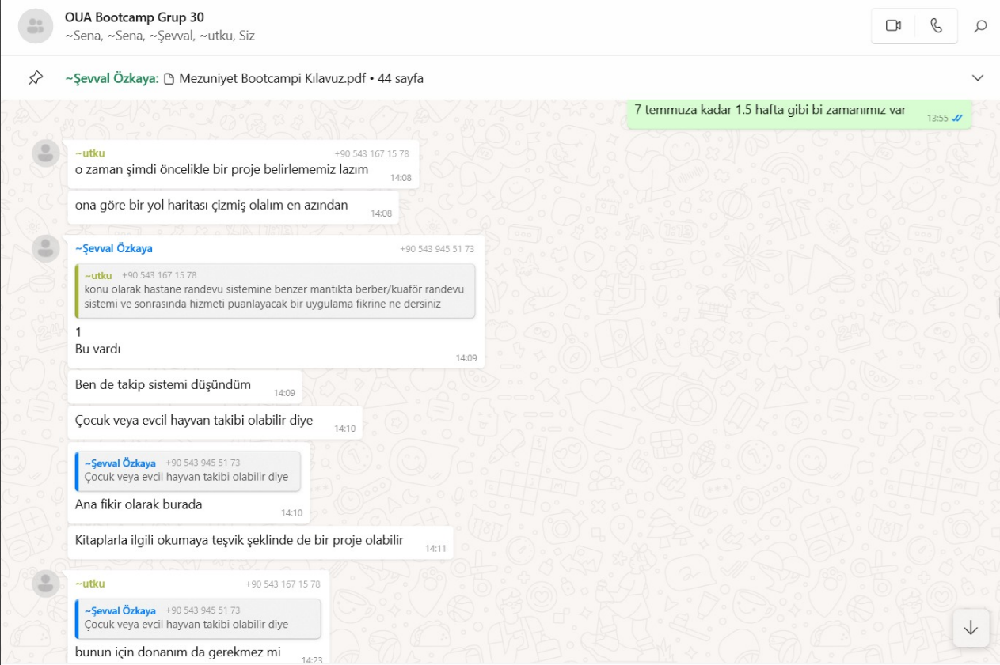 OUA Bootcamp Grup 30
~Sena, ~Sena, ~Şevval, ~utku, Siz
~Şevval Özkaya: Mezuniyet Bootcampi Kılavuz.pdf • 44 sayfa
7 temmuza kadar 1.5 hafta gibi bi zamanımız var
13:55
~utku +90 543 167 15 78
o zaman şimdi öncelikle bir proje belirlememiz lazım
14:08
ona göre bir yol haritası çizmiş olalım en azından
14:08
~Şevval Özkaya +90 543 945 51 73
~utku +90 543 167 15 78
konu olarak hastane randevu sistemine benzer mantıkta berber/kuaför randevu
sistemi ve sonrasında hizmeti puanlayacak bir uygulama fikrine ne dersiniz
1
Bu vardı
14:09
Ben de takip sistemi düşündüm
14:09
Çocuk veya evcil hayvan takibi olabilir diye
14:10
~Şevval Özkaya +90 543 945 51 73
Çocuk veya evcil hayvan takibi olabilir diye
Ana fikir olarak burada
14:10
Kitaplarla ilgili okumaya teşvik şeklinde de bir proje olabilir
14:11
~utku +90 543 167 15 78
~Şevval Özkaya +90 543 945 51 73
Çocuk veya evcil hayvan takibi olabilir diye
bunun için donanım da gerekmez mi
14:23